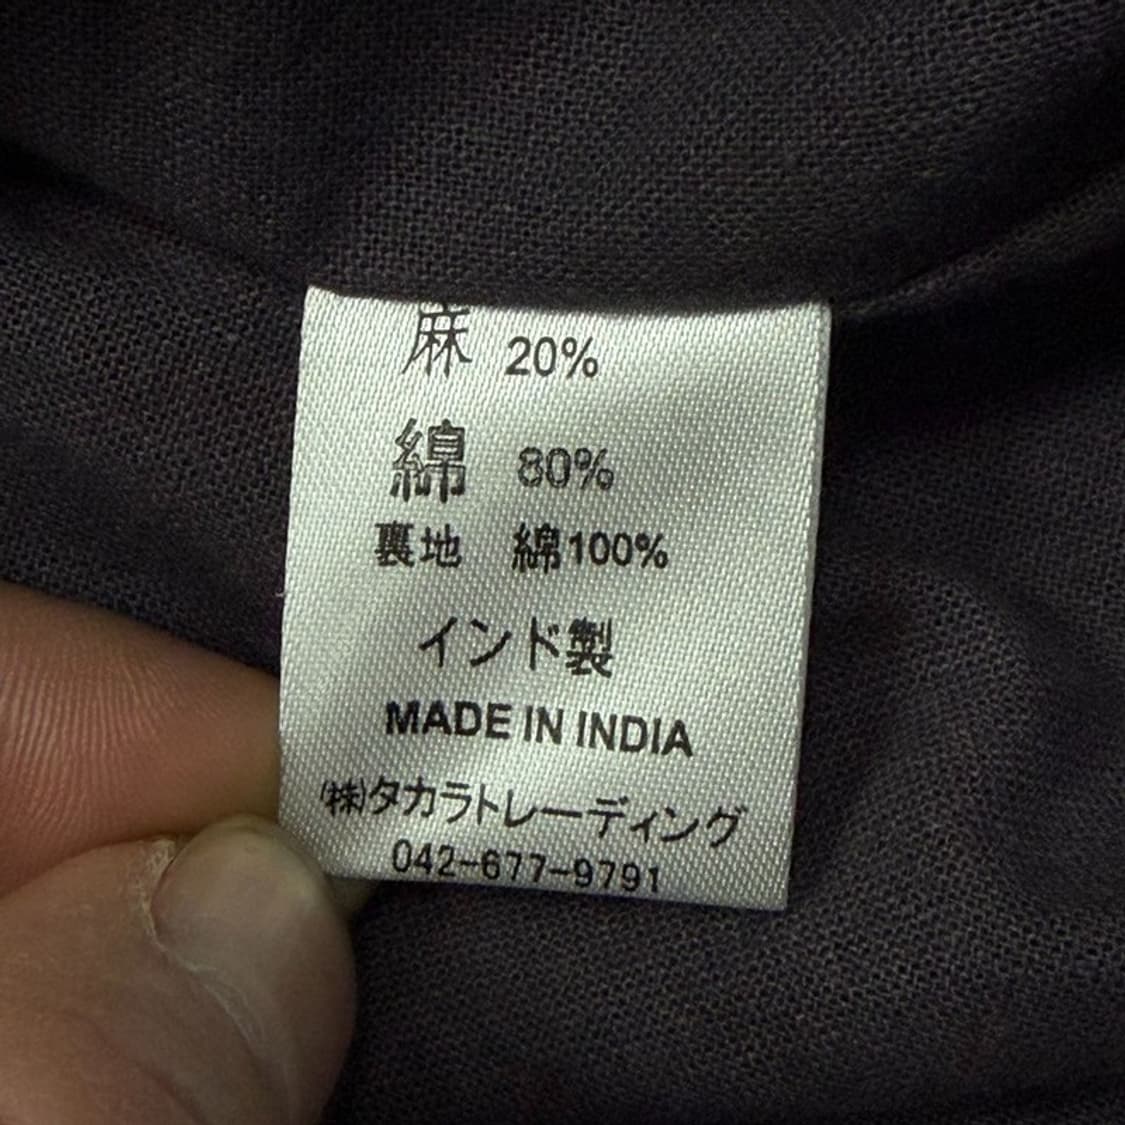 麻 20%
綿 80%
裏地 綿100%
インド製
MADE IN INDIA
(株)タカラトレーディング
042-677-9791